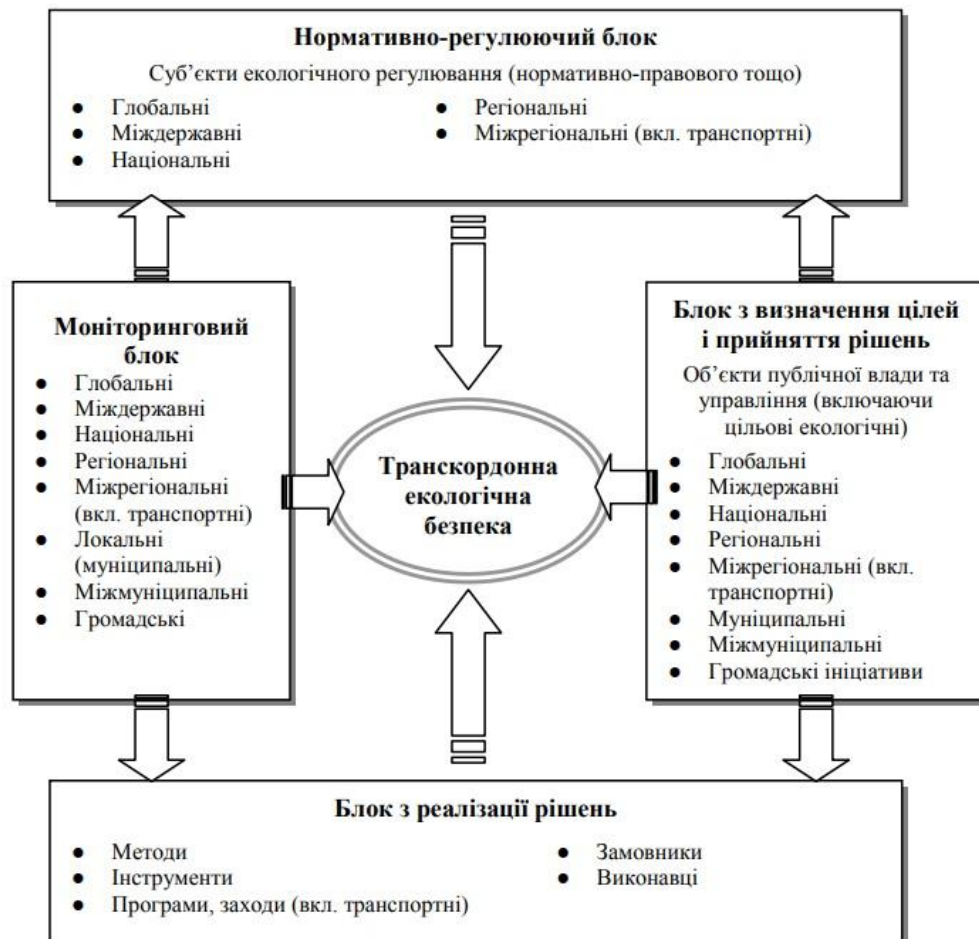 Нормативно-регулюючий блок
Суб’єкти екологічного регулювання (нормативно-правового тощо)
● Глобальні
● Міждержавні
● Національні
● Регіональні
● Міжрегіональні (вкл. транспортні)
Моніторинговий
блок
● Глобальні
● Міждержавні
● Національні
● Регіональні
● Міжрегіональні
(вкл. транспортні)
● Локальні
(муніципальні)
● Міжмуніципальні
● Громадські
Транскордонна
екологічна
безпека
Блок з визначення цілей
і прийняття рішень
Об’єкти публічної влади та
управління (включаючи
цільові екологічні)
● Глобальні
● Міждержавні
● Національні
● Регіональні
● Міжрегіональні (вкл.
транспортні)
● Муніципальні
● Міжмуніципальні
● Громадські ініціативи
Блок з реалізації рішень
● Методи
● Інструменти
● Програми, заходи (вкл. транспортні)
● Замовники
● Виконавці